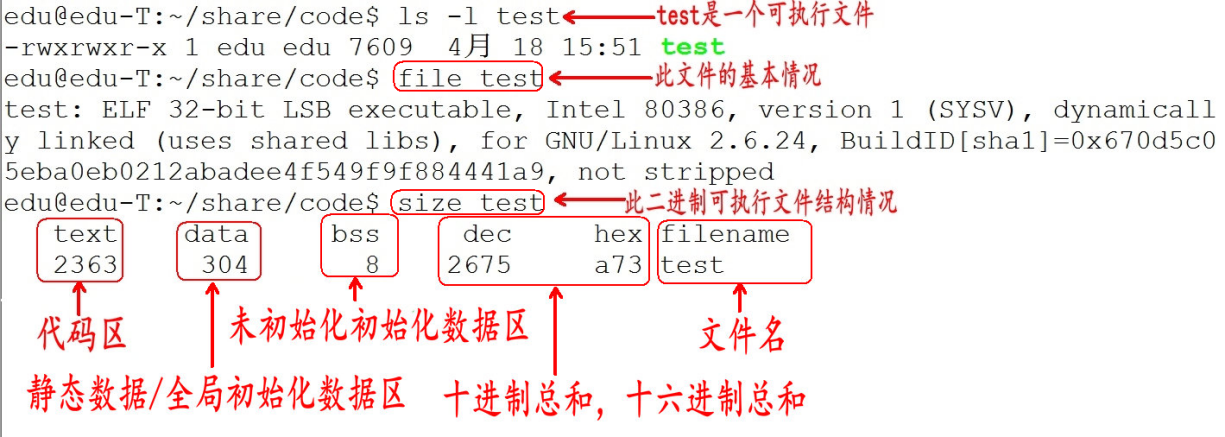 edu@edu-T:~/share/code$ ls -l test test是一个可执行文件
-rwxrwxr-x 1 edu edu 7609 4月 18 15:51 test
edu@edu-T:~/share/code$ file test 此文件的基本情况
test: ELF 32-bit LSB executable, Intel 80386, version 1 (SYSV), dynamicall
y linked (uses shared libs), for GNU/Linux 2.6.24, BuildID[sha1]=0x670d5c0
5eba0eb0212abadee4f549f9f884441a9, not stripped
edu@edu-T:~/share/code$ size test 此二进制可执行文件结构情况
text data bss dec hex filename
2363 304 8 2675 a73 test
代码区 未初始化初始化数据区 文件名
静态数据/全局初始化数据区 十进制总和，十六进制总和